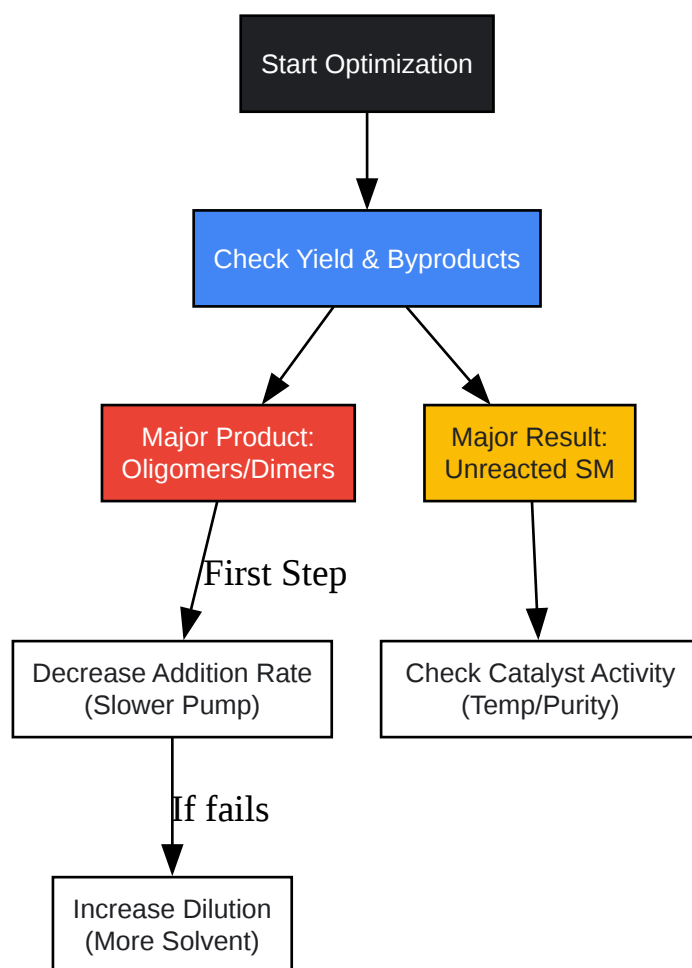 Start Optimization
Check Yield & Byproducts
Major Product:
Oligomers/Dimers
Major Result:
Unreacted SM
First Step
Decrease Addition Rate
(Slower Pump)
Check Catalyst Activity
(Temp/Purity)
If fails
Increase Dilution
(More Solvent)